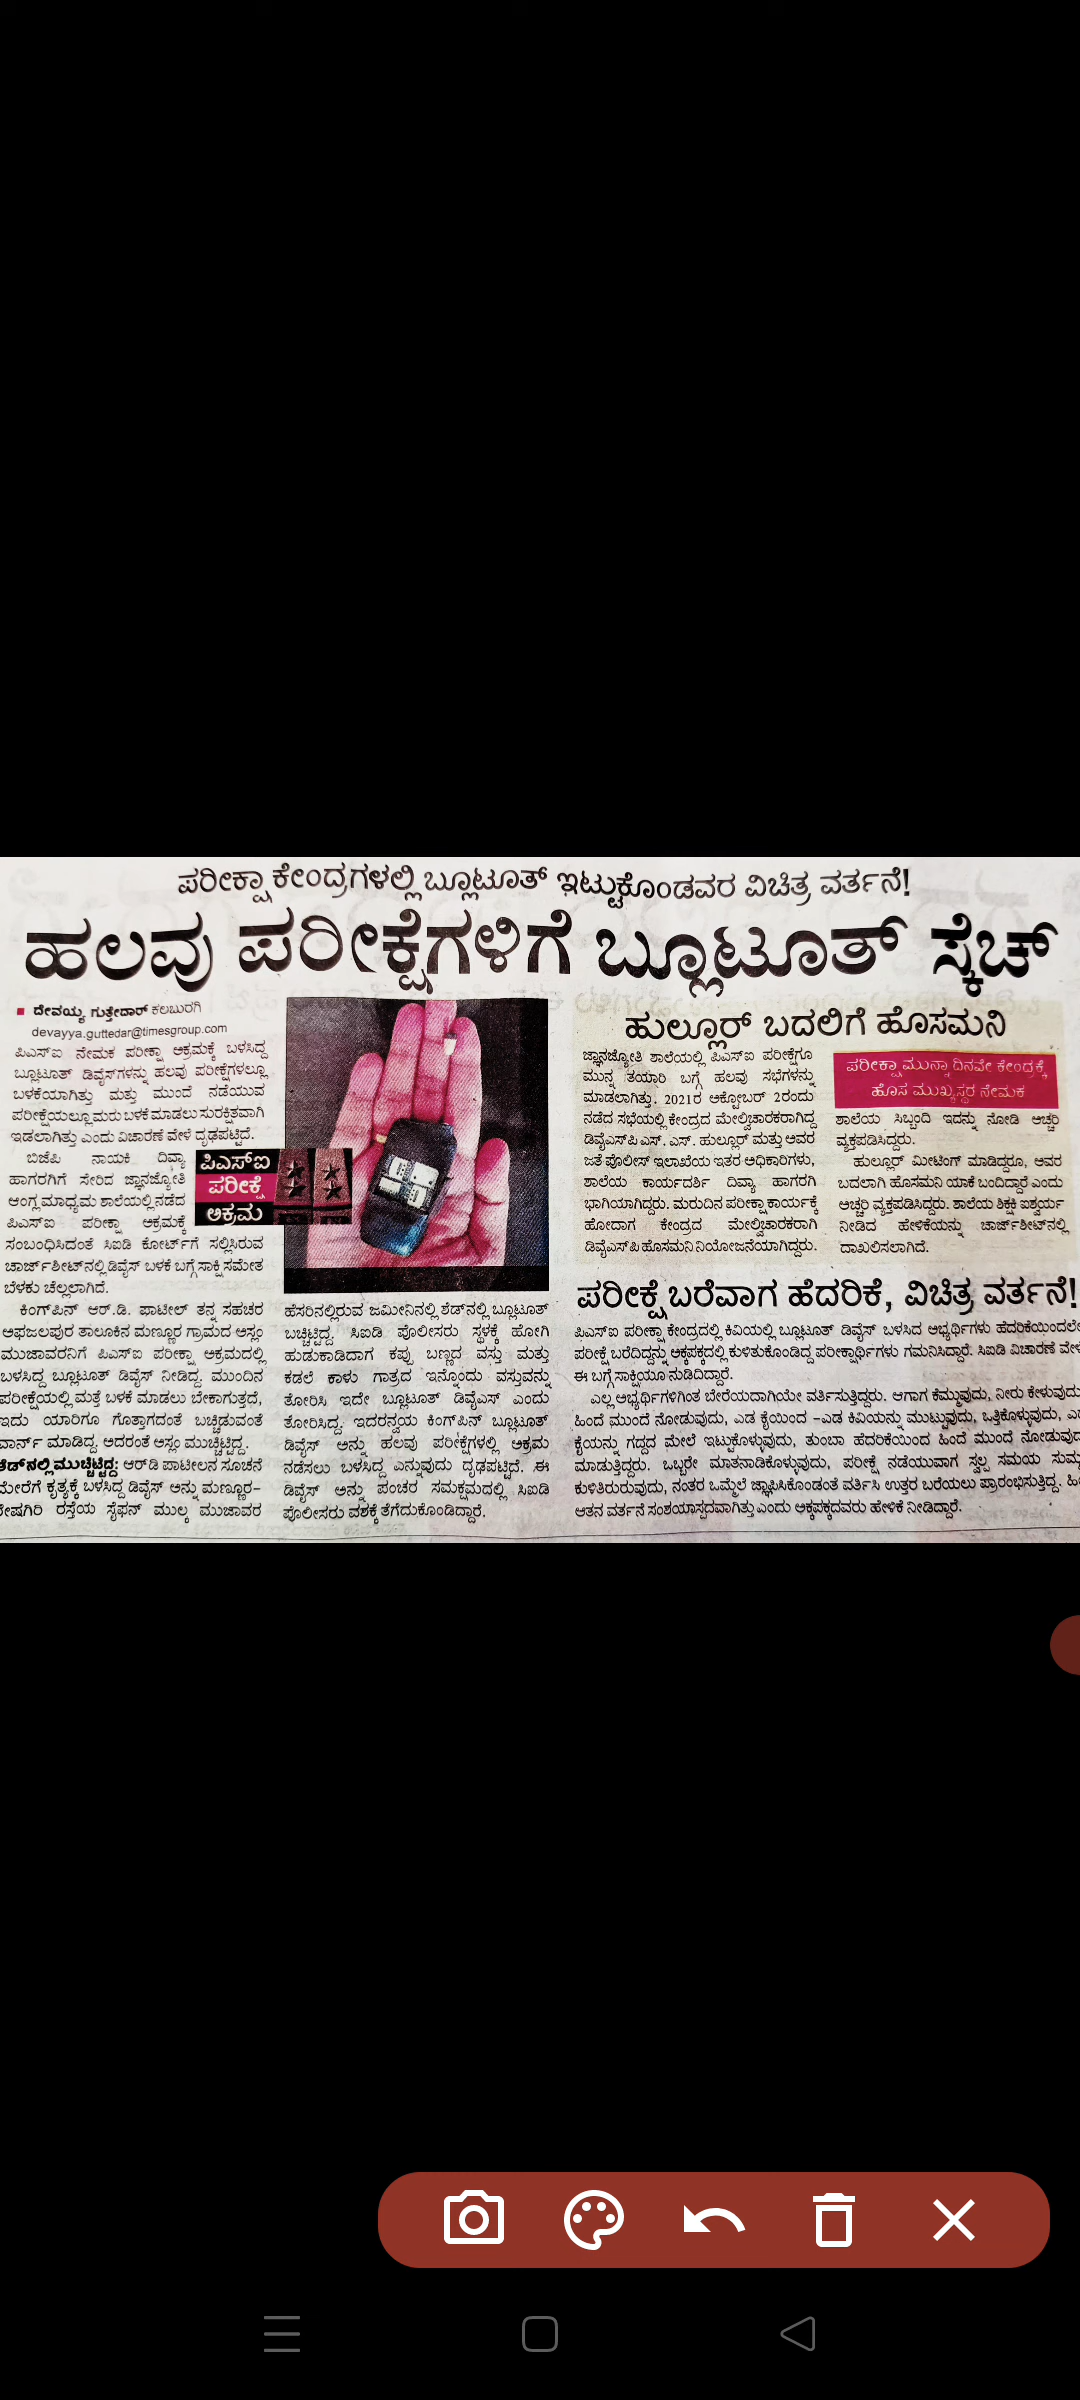 ಪರೀಕ್ಷಾ ಕೇಂದ್ರಗಳಲ್ಲಿ ಬ್ಲೂಟೂತ್ ಇಟ್ಟುಕೊಂಡವರ ವಿಚಿತ್ರ ವರ್ತನೆ!
ಹಲವು ಪರೀಕ್ಷೆಗಳಿಗೆ ಬ್ಲೂಟೂತ್ ಸ್ಕೆಚ್
ದೇವಯ್ಯ ಗುತ್ತೇದಾರ್ ಕಲಬುರಗಿ
devayya.guttedar@timesgroup.com
ಪಿಎಸ್ಐ ನೇಮಕ ಪರೀಕ್ಷಾ ಅಕ್ರಮಕ್ಕೆ ಬಳಸಿದ್ದ
ಬ್ಲೂಟೂತ್ ಡಿವೈಸ್‌ಗಳನ್ನು ಹಲವು ಪರೀಕ್ಷೆಗಳಲ್ಲೂ
ಬಳಕೆಯಾಗಿತ್ತು ಮತ್ತು ಮುಂದೆ ನಡೆಯುವ
ಪರೀಕ್ಷೆಯಲ್ಲೂ ಮರು ಬಳಕೆ ಮಾಡಲು ಸುರಕ್ಷಿತವಾಗಿ
ಇಡಲಾಗಿತ್ತು ಎಂದು ವಿಚಾರಣೆ ವೇಳೆ ದೃಢಪಟ್ಟಿದೆ.
ಬಿಜೆಪಿ ನಾಯಕಿ ದಿವ್ಯಾ
ಹಾಗರಗಿಗೆ ಸೇರಿದ ಜ್ಞಾನಜ್ಯೋತಿ
ಆಂಗ್ಲ ಮಾಧ್ಯಮ ಶಾಲೆಯಲ್ಲಿ ನಡೆದ
ಪಿಎಸ್ಐ ಪರೀಕ್ಷಾ ಅಕ್ರಮಕ್ಕೆ
ಸಂಬಂಧಿಸಿದಂತೆ ಸಿಐಡಿ ಕೋರ್ಟ್‌ಗೆ ಸಲ್ಲಿಸಿರುವ
ಚಾರ್ಜ್‌ಶೀಟ್‌ನಲ್ಲಿ ಡಿವೈಸ್ ಬಳಕೆ ಬಗ್ಗೆ ಸಾಕ್ಷಿ ಸಮೇತ
ಬೆಳಕು ಚೆಲ್ಲಲಾಗಿದೆ.
ಕಿಂಗ್‌ಪಿನ್ ಆರ್.ಡಿ. ಪಾಟೀಲ್ ತನ್ನ ಸಹಚರ
ಅಫಜಲಪುರ ತಾಲೂಕಿನ ಮಣ್ಣೂರ ಗ್ರಾಮದ ಅಸ್ಲಂ
ಮುಜಾವರನಿಗೆ ಪಿಎಸ್ಐ ಪರೀಕ್ಷಾ ಅಕ್ರಮದಲ್ಲಿ
ಬಳಸಿದ್ದ ಬ್ಲೂಟೂತ್ ಡಿವೈಸ್ ನೀಡಿದ್ದ. ಮುಂದಿನ
ಪರೀಕ್ಷೆಯಲ್ಲಿ ಮತ್ತೆ ಬಳಕೆ ಮಾಡಲು ಬೇಕಾಗುತ್ತದೆ,
ಇದು ಯಾರಿಗೂ ಗೊತ್ತಾಗದಂತೆ ಬಚ್ಚಿಡುವಂತೆ
ವಾರ್ನ್ ಮಾಡಿದ್ದ. ಅದರಂತೆ ಅಸ್ಲಂ ಮುಚ್ಚಿಟ್ಟಿದ್ದ.
ಶೆಡ್‌ನಲ್ಲಿ ಮುಚ್ಚಿಟ್ಟಿದ್ದ: ಆರ್‌ಡಿ ಪಾಟೀಲನ ಸೂಚನೆ
ಮೇರೆಗೆ ಕೃತ್ಯಕ್ಕೆ ಬಳಸಿದ್ದ ಡಿವೈಸ್ ಅನ್ನು ಮಣ್ಣೂರ-
ಶೇಷಗಿರಿ ರಸ್ತೆಯ ಸೈಫನ್ ಮುಲ್ಕ ಮುಜಾವರ
ಪಿಎಸ್ಐ
ಪರೀಕ್ಷೆ
ಅಕ್ರಮ
ಹೆಸರಿನಲ್ಲಿರುವ ಜಮೀನಿನಲ್ಲಿ ಶೆಡ್‌ನಲ್ಲಿ ಬ್ಲೂಟೂತ್
ಬಚ್ಚಿಟ್ಟಿದ್ದ. ಸಿಐಡಿ ಪೊಲೀಸರು ಸ್ಥಳಕ್ಕೆ ಹೋಗಿ
ಹುಡುಕಾಡಿದಾಗ ಕಪ್ಪು ಬಣ್ಣದ ವಸ್ತು ಮತ್ತು
ಕಡಲೆ ಕಾಳು ಗಾತ್ರದ ಇನ್ನೊಂದು ವಸ್ತುವನ್ನು
ತೋರಿಸಿ ಇದೇ ಬ್ಲೂಟೂತ್ ಡಿವೈಎಸ್ ಎಂದು
ತೋರಿಸಿದ್ದ. ಇದರನ್ವಯ ಕಿಂಗ್‌ಪಿನ್ ಬ್ಲೂಟೂತ್
ಡಿವೈಸ್ ಅನ್ನು ಹಲವು ಪರೀಕ್ಷೆಗಳಲ್ಲಿ ಅಕ್ರಮ
ನಡೆಸಲು ಬಳಸಿದ್ದ ಎನ್ನುವುದು ದೃಢಪಟ್ಟಿದೆ. ಈ
ಡಿವೈಸ್ ಅನ್ನು ಪಂಚರ ಸಮಕ್ಷಮದಲ್ಲಿ ಸಿಐಡಿ
ಪೊಲೀಸರು ವಶಕ್ಕೆ ತೆಗೆದುಕೊಂಡಿದ್ದಾರೆ.
ಹುಲ್ಲೂರ್ ಬದಲಿಗೆ ಹೊಸಮನಿ
ಜ್ಞಾನಜ್ಯೋತಿ ಶಾಲೆಯಲ್ಲಿ ಪಿಎಸ್ಐ ಪರೀಕ್ಷೆಗೂ
ಮುನ್ನ ತಯಾರಿ ಬಗ್ಗೆ ಹಲವು ಸಭೆಗಳನ್ನು
ಮಾಡಲಾಗಿತ್ತು. 2021ರ ಅಕ್ಟೋಬರ್ 2ರಂದು
ನಡೆದ ಸಭೆಯಲ್ಲಿ ಕೇಂದ್ರದ ಮೇಲ್ವಿಚಾರಕರಾಗಿದ್ದ
ಡಿವೈಎಸ್‌ಪಿ ಎಸ್. ಎಸ್. ಹುಲ್ಲೂರ್ ಮತ್ತು ಅವರ
ಜತೆ ಪೊಲೀಸ್ ಇಲಾಖೆಯ ಇತರ ಅಧಿಕಾರಿಗಳು,
ಶಾಲೆಯ ಕಾರ್ಯದರ್ಶಿ ದಿವ್ಯಾ ಹಾಗರಗಿ
ಭಾಗಿಯಾಗಿದ್ದರು. ಮರುದಿನ ಪರೀಕ್ಷಾ ಕಾರ್ಯಕ್ಕೆ
ಹೋದಾಗ ಕೇಂದ್ರದ ಮೇಲ್ವಿಚಾರಕರಾಗಿ
ಡಿವೈಎಸ್‌ಪಿ ಹೊಸಮನಿ ನಿಯೋಜನೆಯಾಗಿದ್ದರು.
ಪರೀಕ್ಷಾ ಮುನ್ನಾ ದಿನವೇ ಕೇಂದ್ರಕ್ಕೆ
ಹೊಸ ಮುಖ್ಯಸ್ಥರ ನೇಮಕ
ಶಾಲೆಯ ಸಿಬ್ಬಂದಿ ಇದನ್ನು ನೋಡಿ ಅಚ್ಚರಿ
ವ್ಯಕ್ತಪಡಿಸಿದ್ದರು.
ಹುಲ್ಲೂರ್ ಮೀಟಿಂಗ್ ಮಾಡಿದ್ದರೂ, ಅವರ
ಬದಲಾಗಿ ಹೊಸಮನಿ ಯಾಕೆ ಬಂದಿದ್ದಾರೆ ಎಂದು
ಅಚ್ಚರಿ ವ್ಯಕ್ತಪಡಿಸಿದ್ದರು. ಶಾಲೆಯ ಶಿಕ್ಷಕಿ ಐಶ್ವರ್ಯ
ನೀಡಿದ ಹೇಳಿಕೆಯನ್ನು ಚಾರ್ಜ್‌ಶೀಟ್‌ನಲ್ಲಿ
ದಾಖಲಿಸಲಾಗಿದೆ.
ಪರೀಕ್ಷೆ ಬರೆವಾಗ ಹೆದರಿಕೆ, ವಿಚಿತ್ರ ವರ್ತನೆ!
ಪಿಎಸ್ಐ ಪರೀಕ್ಷಾ ಕೇಂದ್ರದಲ್ಲಿ ಕಿವಿಯಲ್ಲಿ ಬ್ಲೂಟೂತ್ ಡಿವೈಸ್ ಬಳಸಿದ ಅಭ್ಯರ್ಥಿಗಳು ಹೆದರಿಕೆಯಿಂದಲೇ
ಪರೀಕ್ಷೆ ಬರೆದಿದ್ದನ್ನು ಅಕ್ಕಪಕ್ಕದಲ್ಲಿ ಕುಳಿತುಕೊಂಡಿದ್ದ ಪರೀಕ್ಷಾರ್ಥಿಗಳು ಗಮನಿಸಿದ್ದಾರೆ. ಸಿಐಡಿ ವಿಚಾರಣೆ
ಈ ಬಗ್ಗೆ ಸಾಕ್ಷಿಯೂ ನುಡಿದಿದ್ದಾರೆ.
ಎಲ್ಲ ಅಭ್ಯರ್ಥಿಗಳಿಗಿಂತ ಬೇರೆಯದಾಗಿಯೇ ವರ್ತಿಸುತ್ತಿದ್ದರು. ಆಗಾಗ ಕೆಮ್ಮುವುದು, ನೀರು ಕೇಳುವುದು
ಹಿಂದೆ ಮುಂದೆ ನೋಡುವುದು, ಎಡ ಕೈಯಿಂದ -ಎಡ ಕಿವಿಯನ್ನು ಮುಟ್ಟುವುದು, ಒತ್ತಿಕೊಳ್ಳುವುದು,
ಕೈಯನ್ನು ಗದ್ದದ ಮೇಲೆ ಇಟ್ಟುಕೊಳ್ಳುವುದು, ತುಂಬಾ ಹೆದರಿಕೆಯಿಂದ ಹಿಂದೆ ಮುಂದೆ
ಮಾಡುತ್ತಿದ್ದರು. ಒಬ್ಬರೇ ಮಾತನಾಡಿಕೊಳ್ಳುವುದು, ಪರೀಕ್ಷೆ ನಡೆಯುವಾಗ ಸ್ವಲ್ಪ ಸಮಯ
ಕುಳಿತಿರುರುವುದು, ನಂತರ ಒಮ್ಮೆಲೆ ಜ್ಞಾಪಿಸಿಕೊಂಡಂತೆ ವರ್ತಿಸಿ ಉತ್ತರ ಬರೆಯಲು ಪ್ರಾರಂಭಿಸುತ್ತಿದ್ದ.
ಆತನ ವರ್ತನೆ ಸಂಶಯಾಸ್ಪದವಾಗಿತ್ತು ಎಂದು ಅಕ್ಕಪಕ್ಕದವರು ಹೇಳಿಕೆ ನೀಡಿದ್ದಾರೆ.